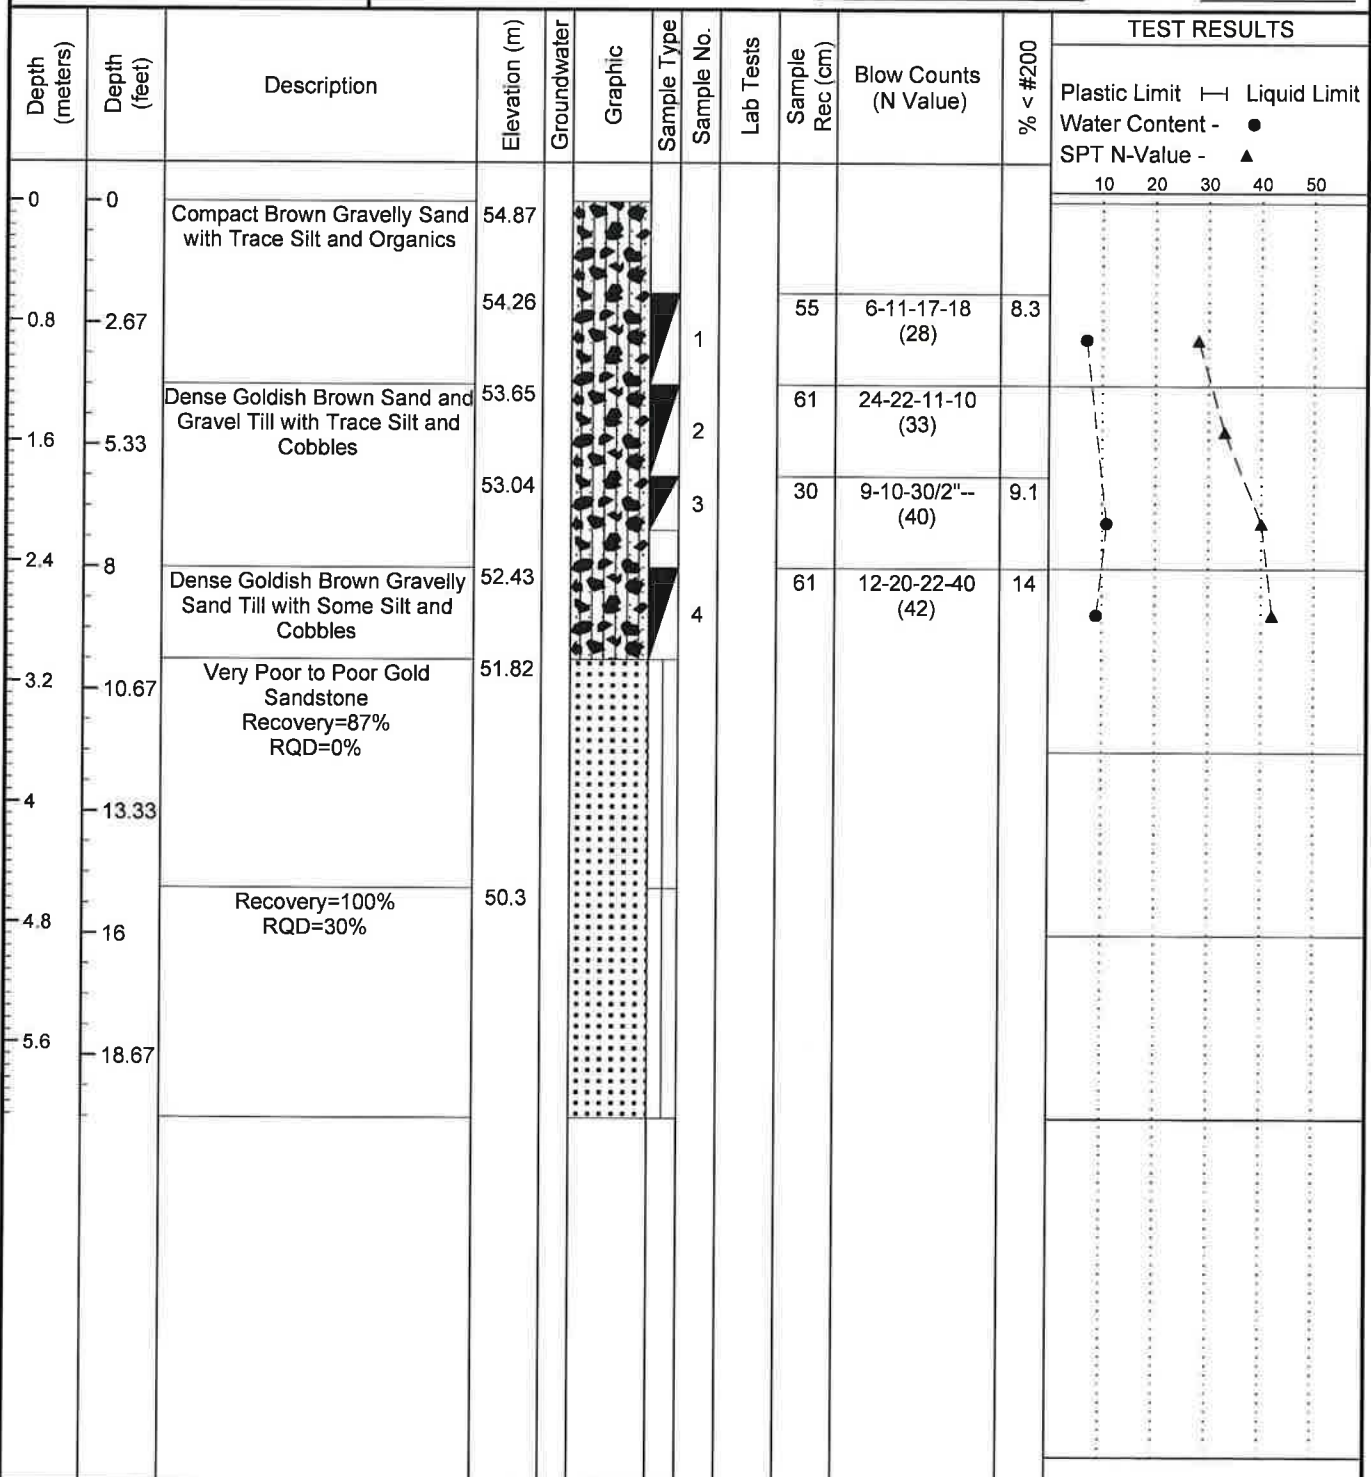 TEST RESULTS
Depth
(meters)
Depth
(feet)
Description
Elevation (m)
Groundwater
Graphic
Sample Type
Sample No.
Lab Tests
Sample
Rec (cm)
Blow Counts
(N Value)
% < #200
Plastic Limit Liquid Limit
Water Content -
SPT N-Value -
10 20 30 40 50
0 0
Compact Brown Gravelly Sand 54.87
with Trace Silt and Organics
54.26 55 6-11-17-18 8.3
0.8 2.67 1 (28)
Dense Goldish Brown Sand and 53.65 61 24-22-11-10
Gravel Till with Trace Silt and 2 (33)
1.6 5.33 Cobbles
53.04 30 9-10-30/2"-- 9.1
3 (40)
2.4 8
Dense Goldish Brown Gravelly 52.43 61 12-20-22-40 14
Sand Till with Some Silt and 4 (42)
Cobbles
Very Poor to Poor Gold 51.82
3.2 10.67 Sandstone
Recovery=87%
RQD=0%
4 13.33
Recovery=100% 50.3
4.8 16 RQD=30%
5.6 18.67